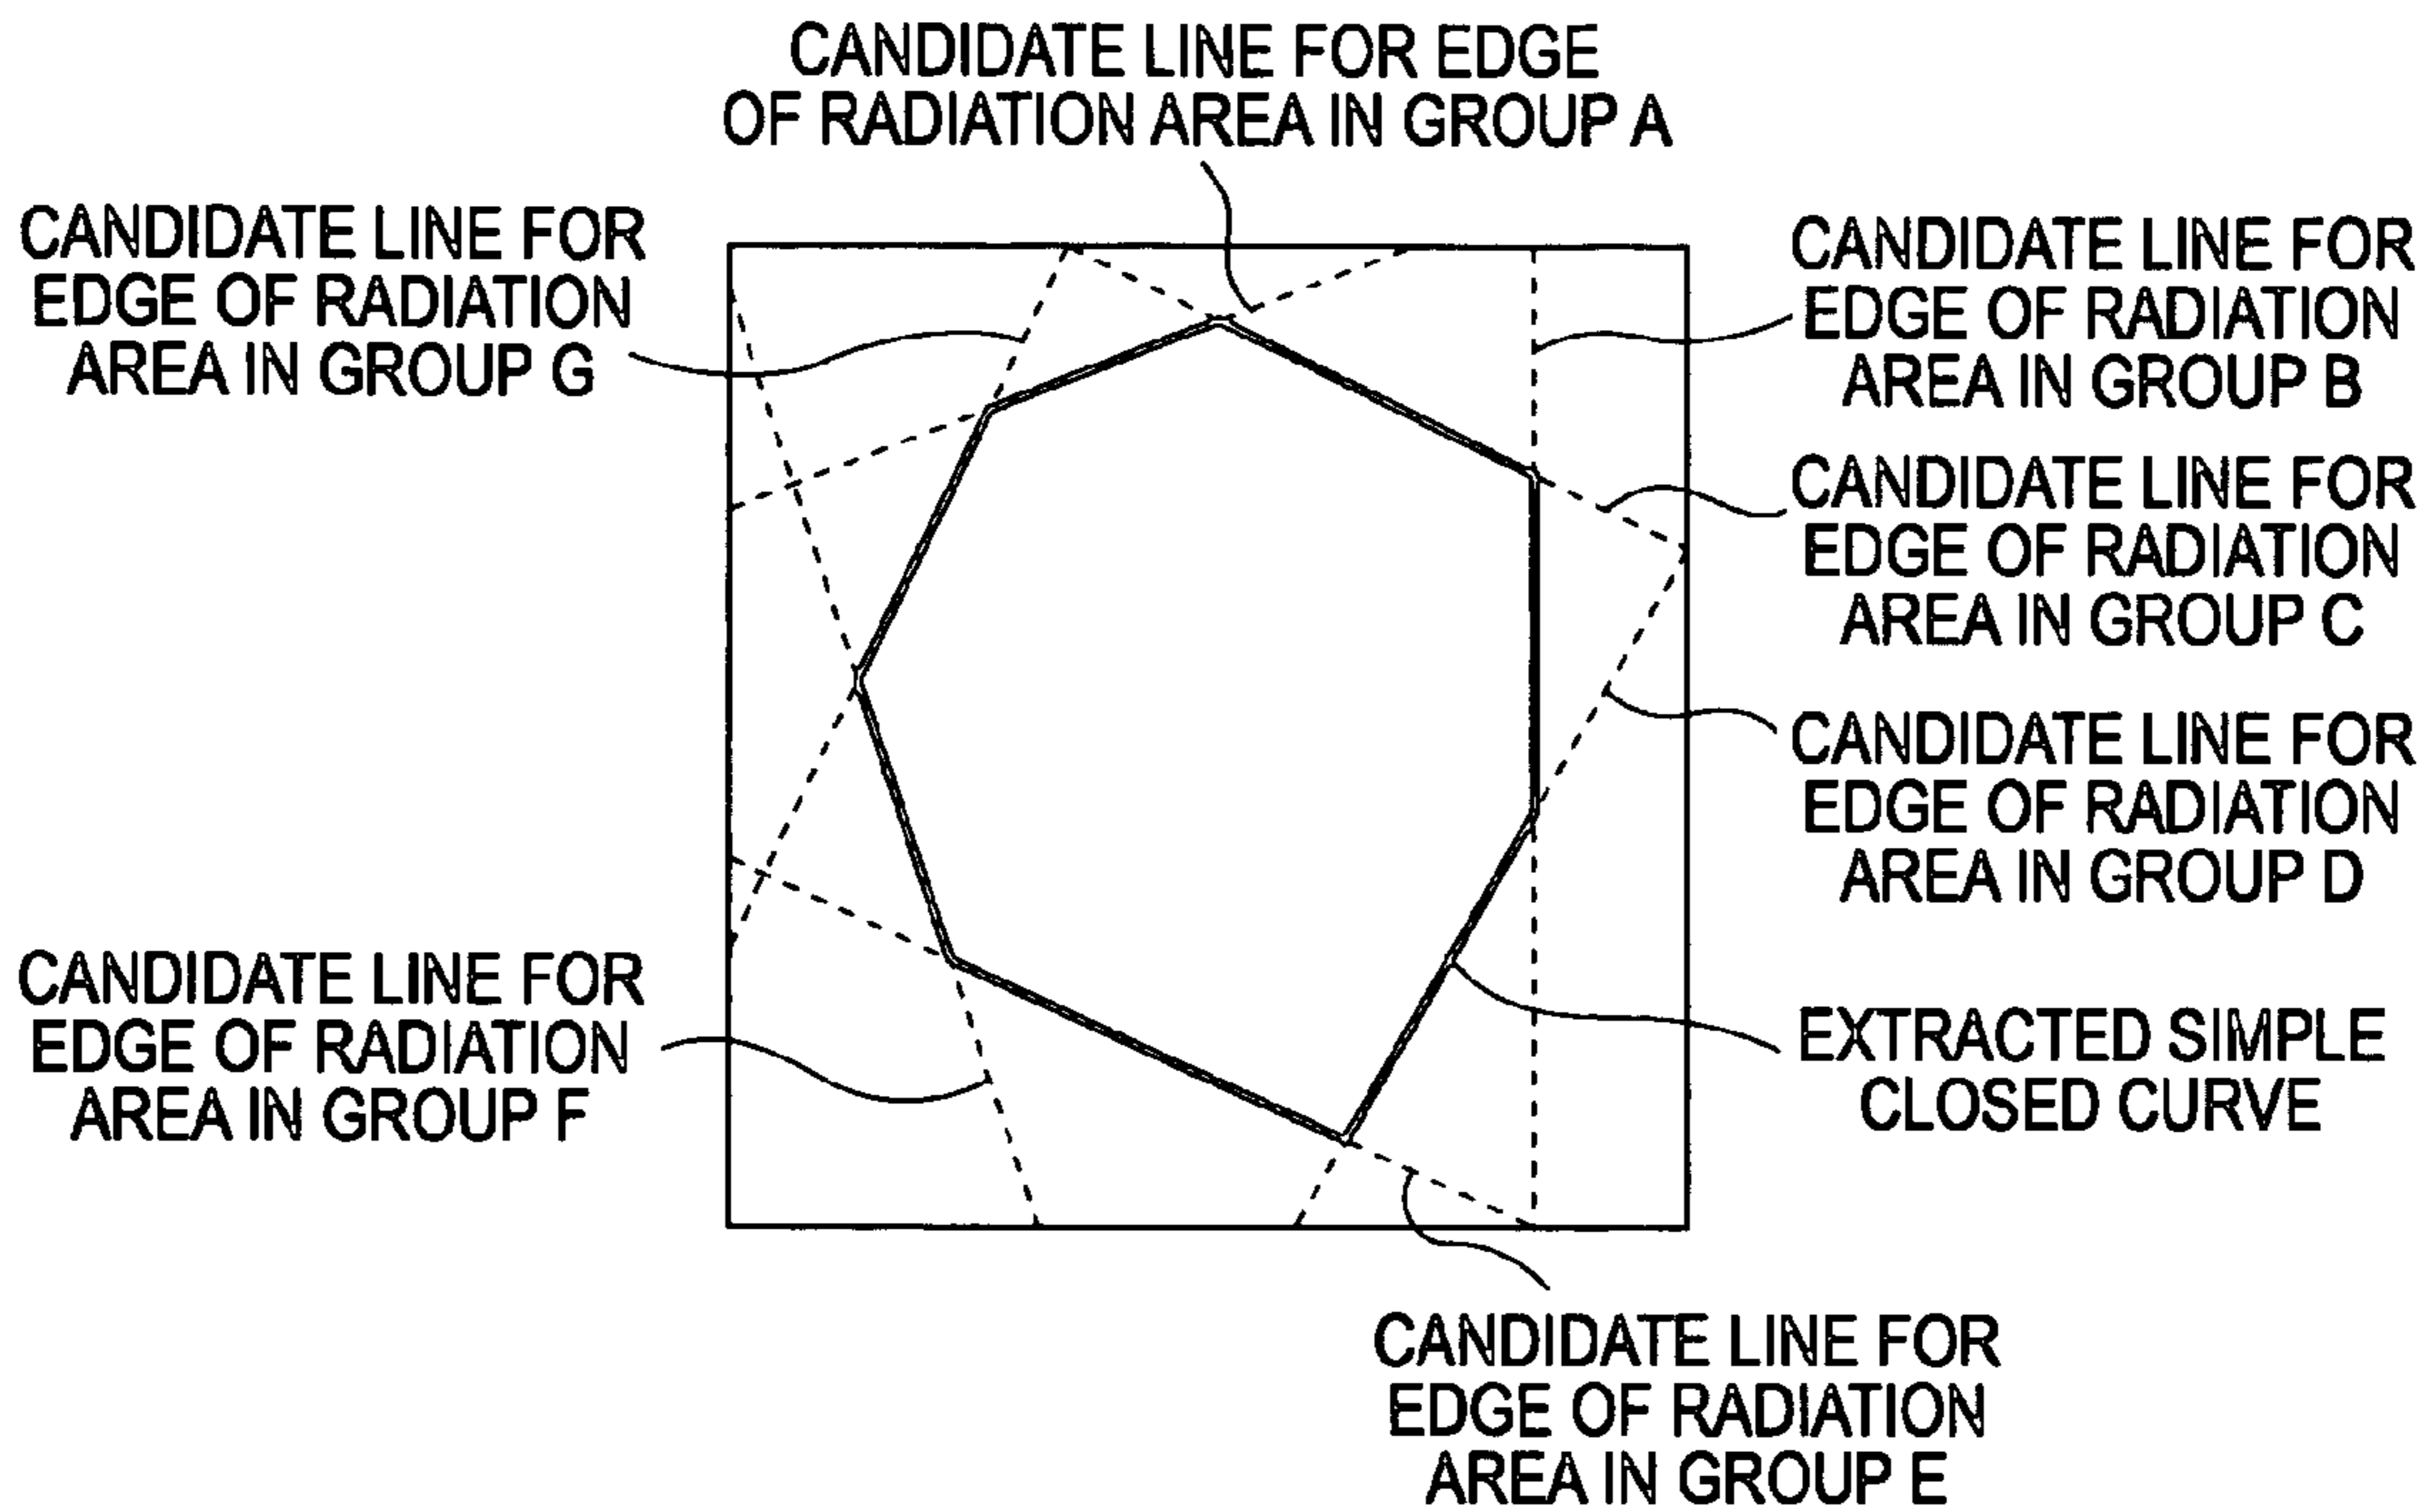 CANDIDATE LINE FOR EDGE
OF RADIATION AREA IN GROUP A
CANDIDATE LINE FOR
EDGE OF RADIATION
AREA IN GROUP G
CANDIDATE LINE FOR
EDGE OF RADIATION
AREA IN GROUP B
CANDIDATE LINE FOR
EDGE OF RADIATION
AREA IN GROUP C
CANDIDATE LINE FOR
EDGE OF RADIATION
AREA IN GROUP D
CANDIDATE LINE FOR
EDGE OF RADIATION
AREA IN GROUP F
EXTRACTED SIMPLE
CLOSED CURVE
CANDIDATE LINE FOR
EDGE OF RADIATION
AREA IN GROUP E